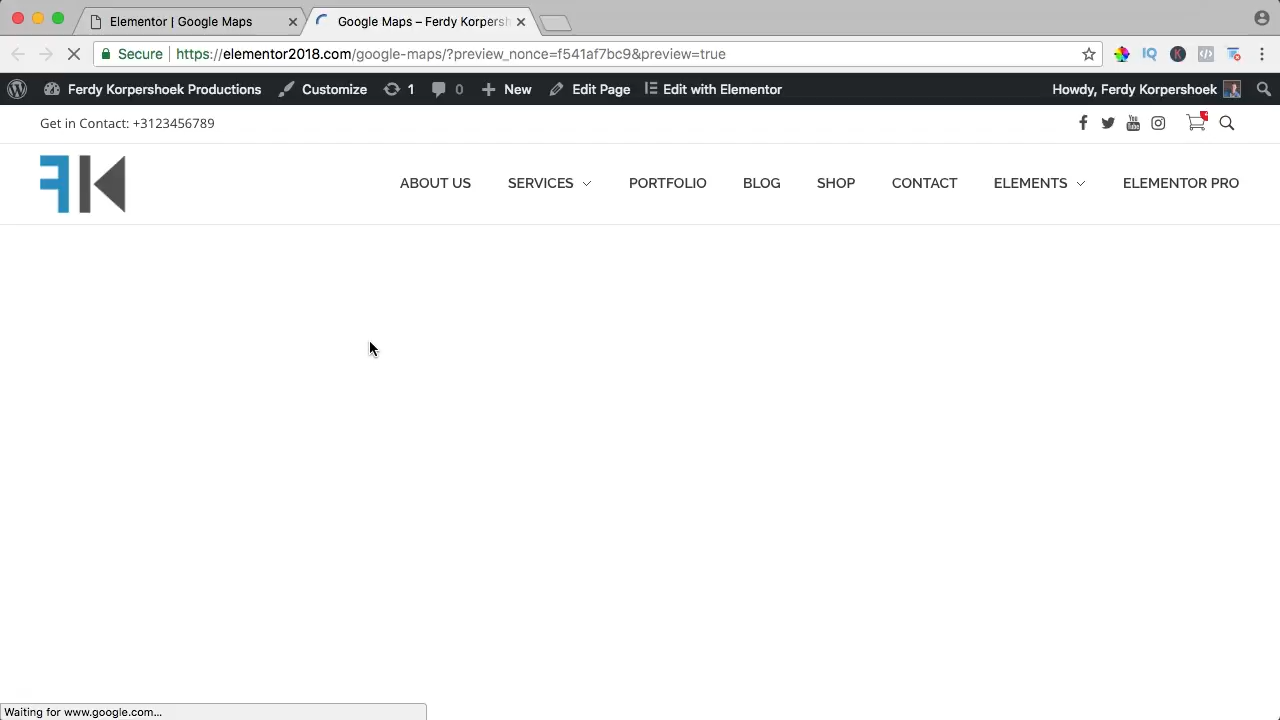 Elementor | Google Maps
Google Maps – Ferdy Korpersh
Secure
https://elementor2018.com/google-maps/?preview_nonce=f541af7bc9&preview=true
Ferdy Korpershoek Productions
Customize
1
0
New
Edit Page
Edit with Elementor
Howdy, Ferdy Korpershoek
Get in Contact: +3123456789
ABOUT US
SERVICES
PORTFOLIO
BLOG
SHOP
CONTACT
ELEMENTS
ELEMENTOR PRO
Waiting for www.google.com...